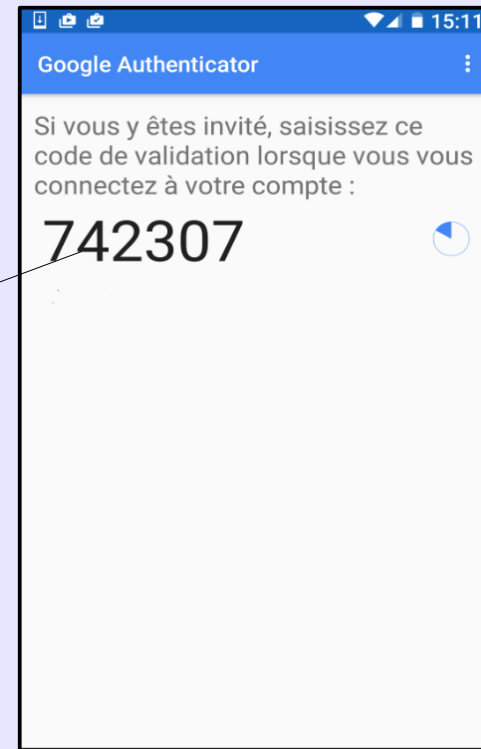 15:11
Google Authenticator
Si vous y êtes invité, saisissez ce
code de validation lorsque vous vous
connectez à votre compte :
742307